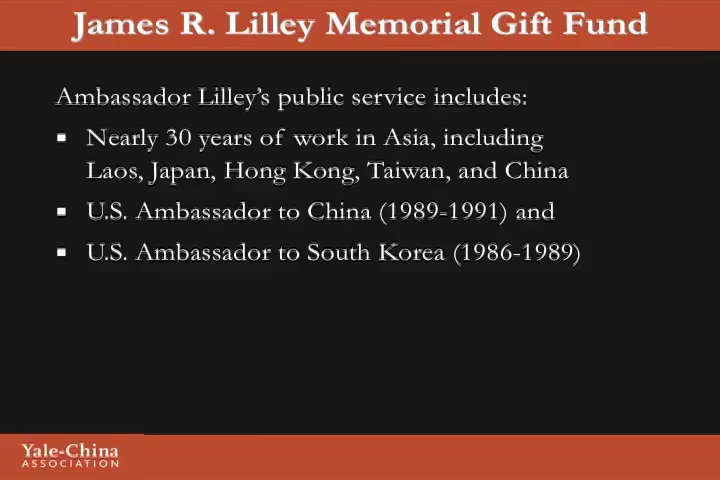 James R. Lilley Memorial Gift Fund
Ambassador Lilley's public service includes:
▪ Nearly 30 years of work in Asia, including
Laos, Japan, Hong Kong, Taiwan, and China
▪ U.S. Ambassador to China (1989-1991) and
▪ U.S. Ambassador to South Korea (1986-1989)
Yale-China
ASSOCIATION